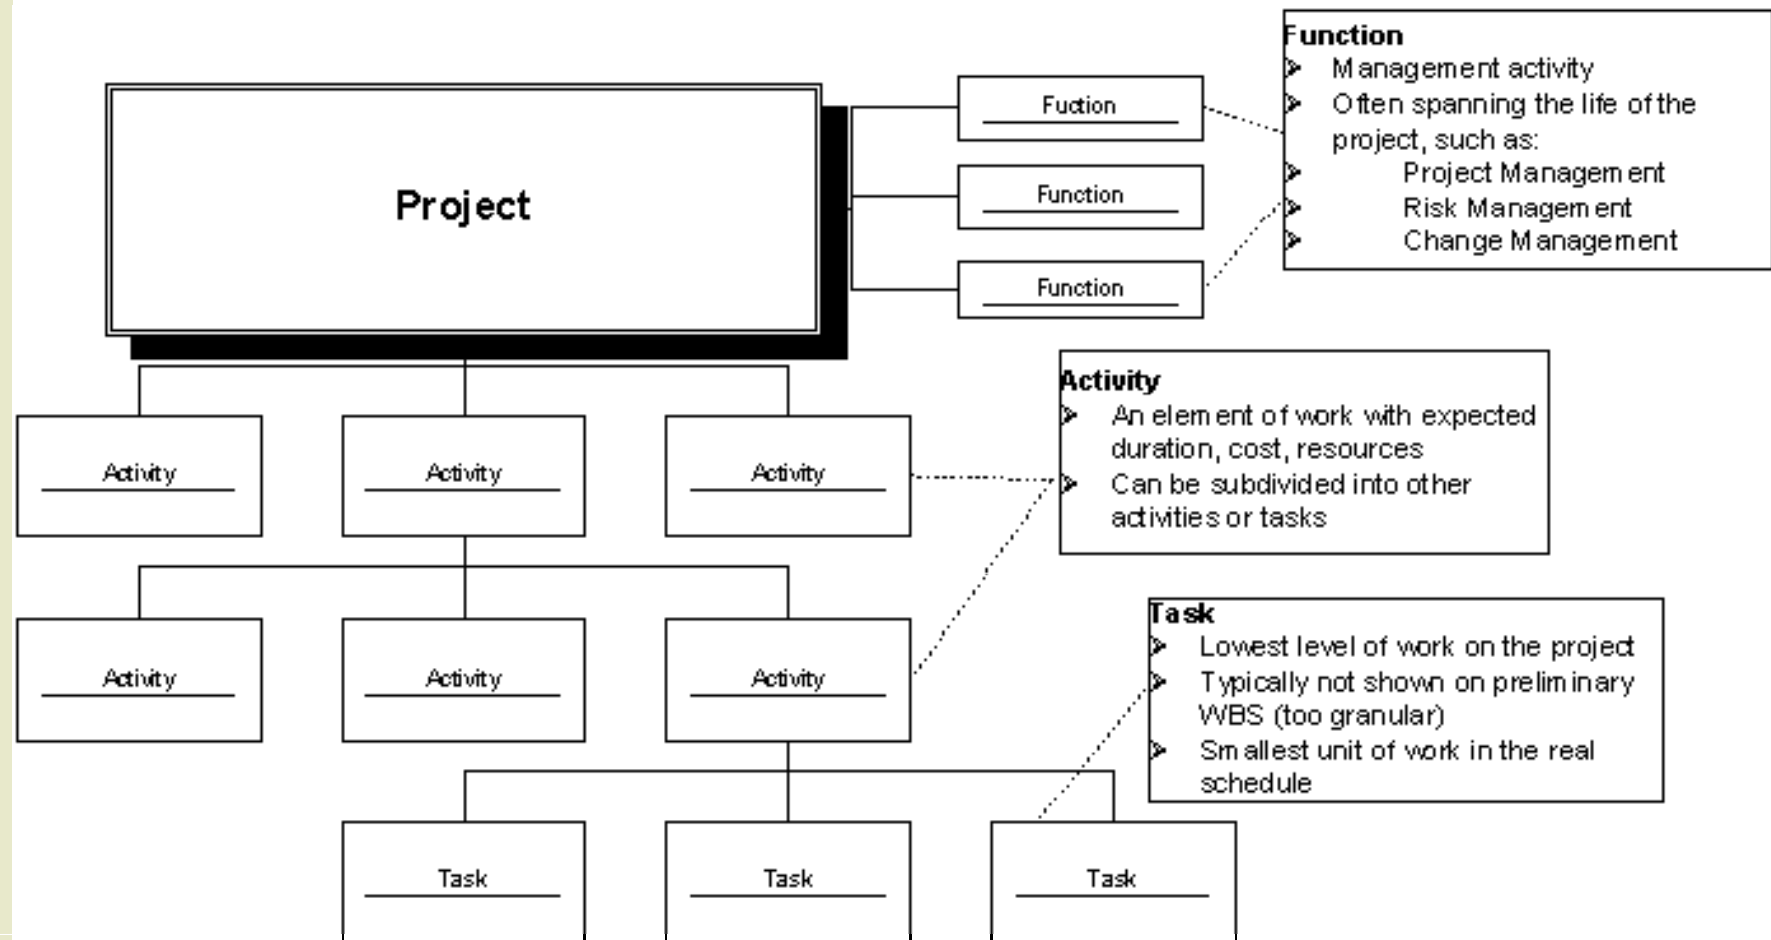 Function
Management activity
Often spanning the life of the
project, such as:
Project Management
Risk Management
Change Management
Project
Fuction
Function
Function
Activity
An element of work with expected
duration, cost, resources
Can be subdivided into other
activities or tasks
Activity
Activity
Activity
Task
Lowest level of work on the project
Typically not shown on preliminary
WBS (too granular)
Smallest unit of work in the real
schedule
Activity
Activity
Activity
Task
Task
Task